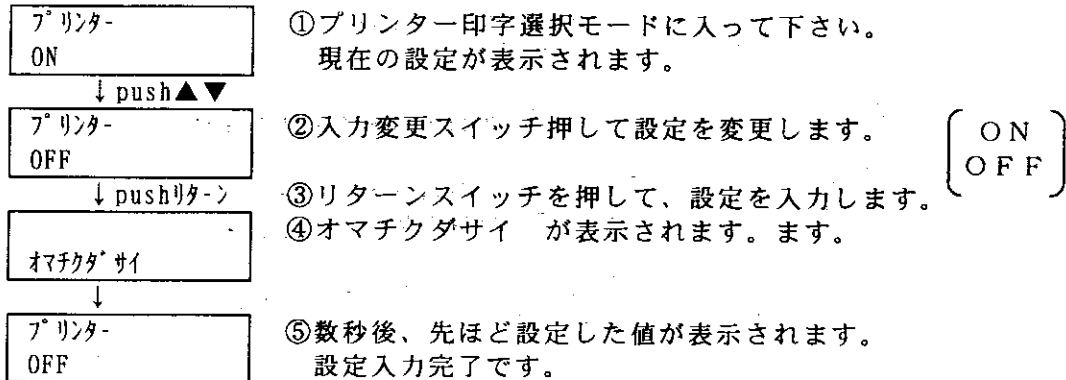 プリンター
ON
①プリンター印字選択モードに入って下さい。
現在の設定が表示されます。
↓push▲▼
プリンター
OFF
②入力変更スイッチ押して設定を変更します。
ON
OFF
↓pushリターン
③リターンスイッチを押して、設定を入力します。
④オマチクダサイ が表示されます。ます。
オマチクダサイ
↓
プリンター
OFF
⑤数秒後、先ほど設定した値が表示されます。
設定入力完了です。